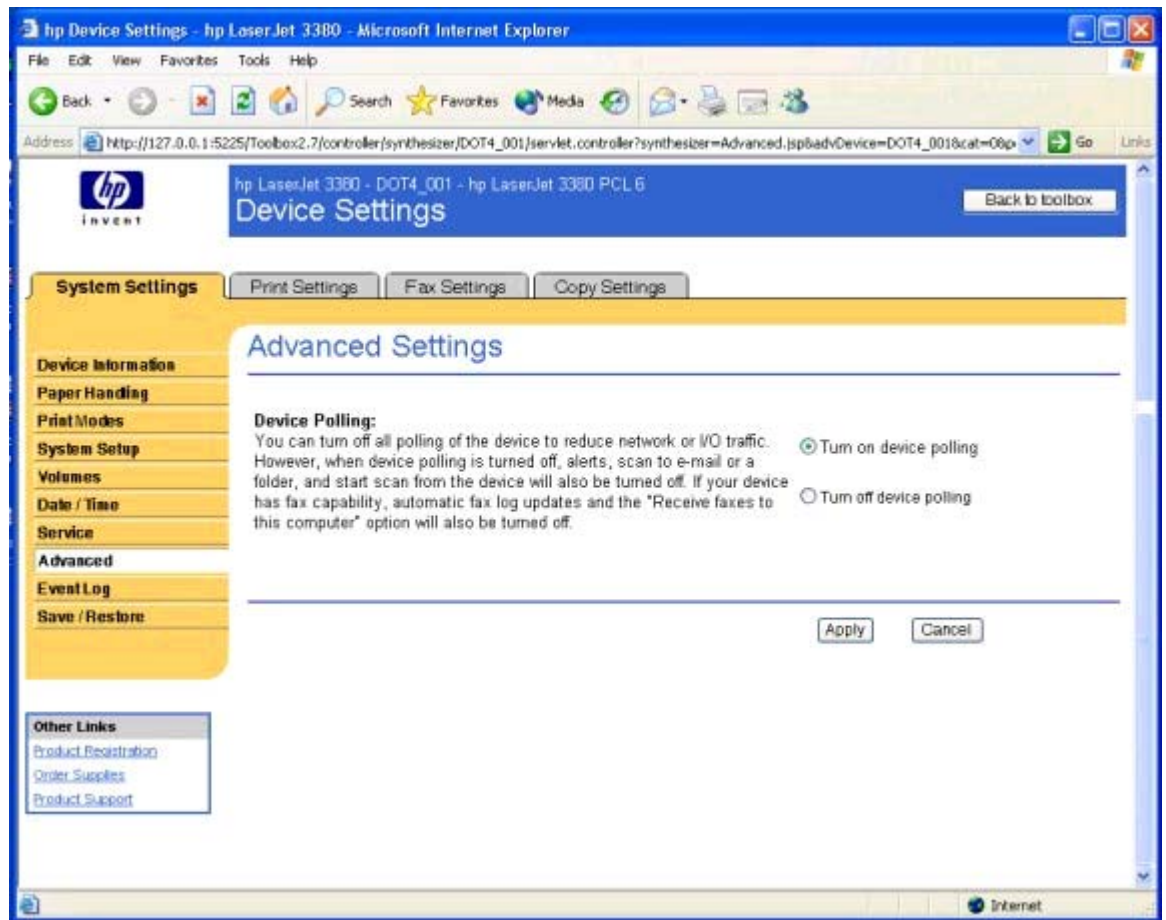 hp Device Settings - hp LaserJet 3380 - Microsoft Internet Explorer
File Edit View Favorites Tools Help
Back Search Favorites Media
Address http://127.0.0.1:5225/Toolbox2.7/controller/synthesizer/DOT4_001/servlet.controller?synthesizer=Advanced.jsp&advDevice=DOT4_001&cat=08p Go Links
hp
invent
hp LaserJet 3380 - DOT4_001 - hp LaserJet 3380 PCL 6
Device Settings
Back to toolbox
System Settings Print Settings Fax Settings Copy Settings
Advanced Settings
Device Information
Paper Handling
Print Modes
System Setup
Volumes
Date / Time
Service
Advanced
Event Log
Save / Restore
Device Polling:
You can turn off all polling of the device to reduce network or I/O traffic.
However, when device polling is turned off, alerts, scan to e-mail or a
folder, and start scan from the device will also be turned off. If your device
has fax capability, automatic fax log updates and the "Receive faxes to
this computer" option will also be turned off.
Turn on device polling
Turn off device polling
Apply Cancel
Other Links
Product Registration
Order Supplies
Product Support
Internet